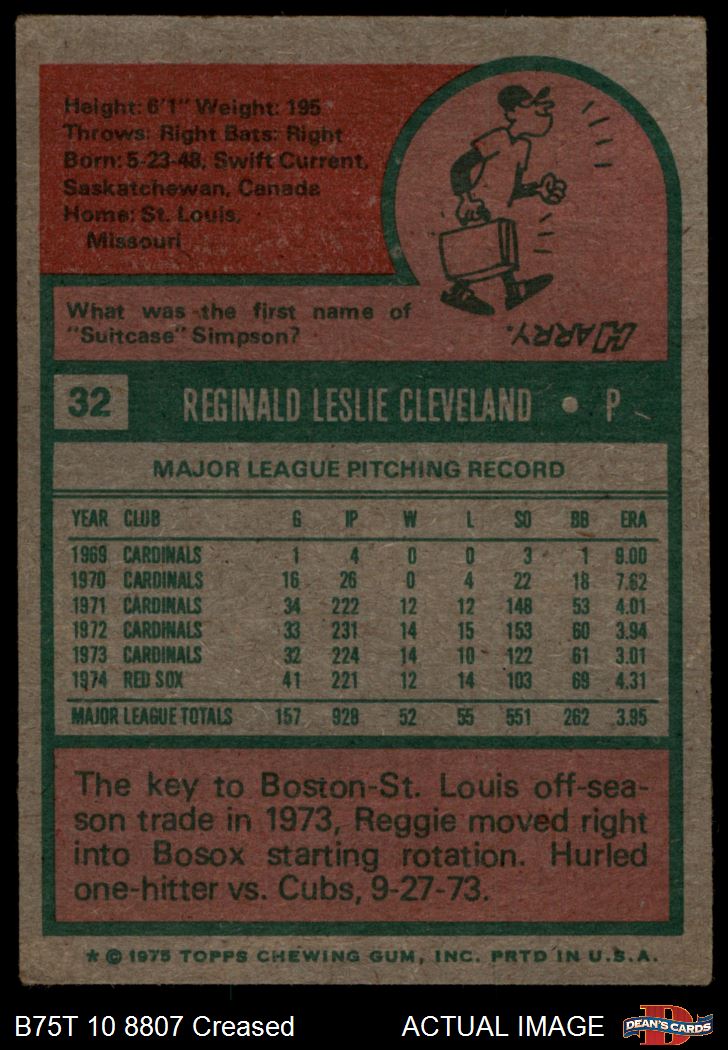 Height: 6'1" Weight: 195
Throws: Right Bats: Right
Born: 5-23-48, Swift Current,
Saskatchewan, Canada
Home: St. Louis,
Missouri
What was the first name of
"Suitcase" Simpson?
HARRY.
32 REGINALD LESLIE CLEVELAND • P
MAJOR LEAGUE PITCHING RECORD
YEAR CLUB G IP W L SO BB ERA
1969 CARDINALS 1 4 0 0 3 1 9.00
1970 CARDINALS 16 26 0 4 22 18 7.62
1971 CARDINALS 34 222 12 12 148 53 4.01
1972 CARDINALS 33 231 14 15 153 60 3.94
1973 CARDINALS 32 224 14 10 122 61 3.01
1974 RED SOX 41 221 12 14 103 69 4.31
MAJOR LEAGUE TOTALS 157 928 52 55 551 262 3.95
The key to Boston-St. Louis off-sea-
son trade in 1973, Reggie moved right
into Bosox starting rotation. Hurled
one-hitter vs. Cubs, 9-27-73.
* © 1975 TOPPS CHEWING GUM, INC. PRTD IN U.S.A.
B75T 10 8807 Creased ACTUAL IMAGE
D
DEAN'S CARDS